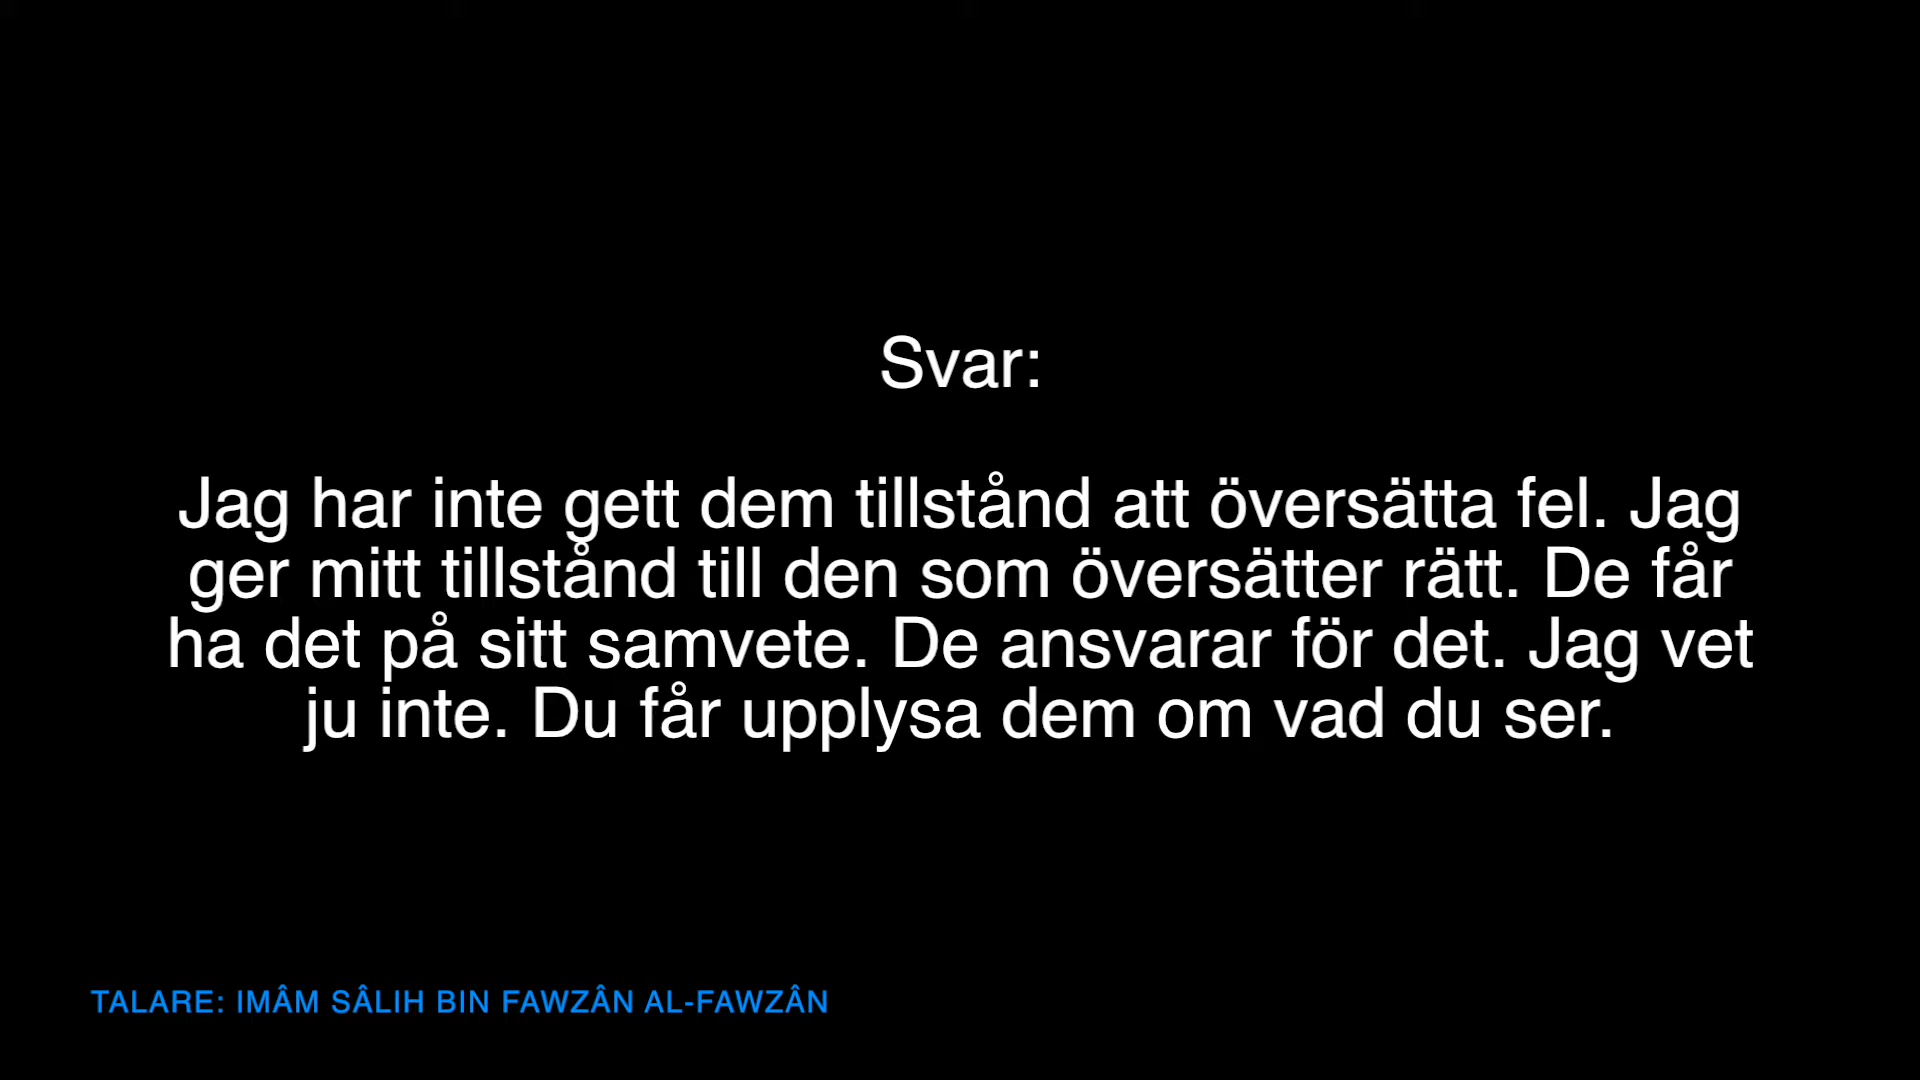 Svar:
Jag har inte gett dem tillstånd att översätta fel. Jag
ger mitt tillstånd till den som översätter rätt. De får
ha det på sitt samvete. De ansvarar för det. Jag vet
ju inte. Du får upplysa dem om vad du ser.
TALARE: IMÂM SÂLIH BIN FAWZÂN AL-FAWZÂN